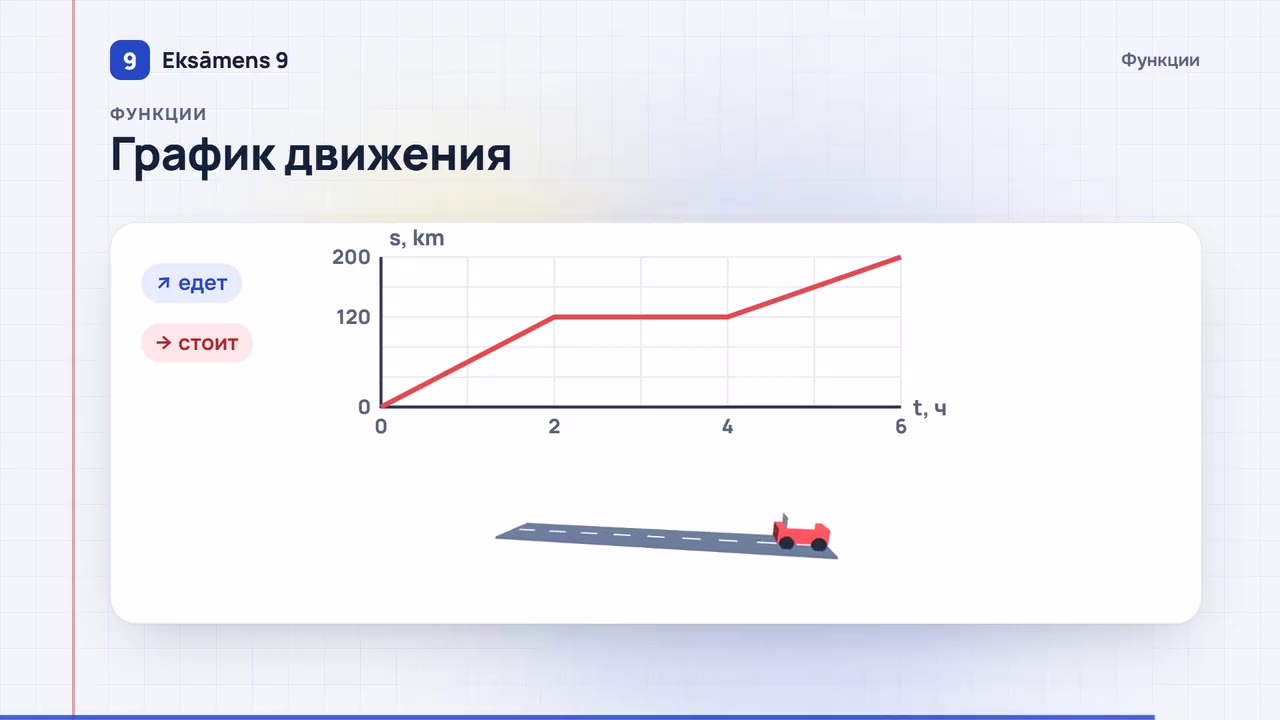 9 Eksāmens 9
Функции
ФУНКЦИИ
График движения
s, km
200
↗ едет
120
→ стоит
0
t, ч
0 2 4 6